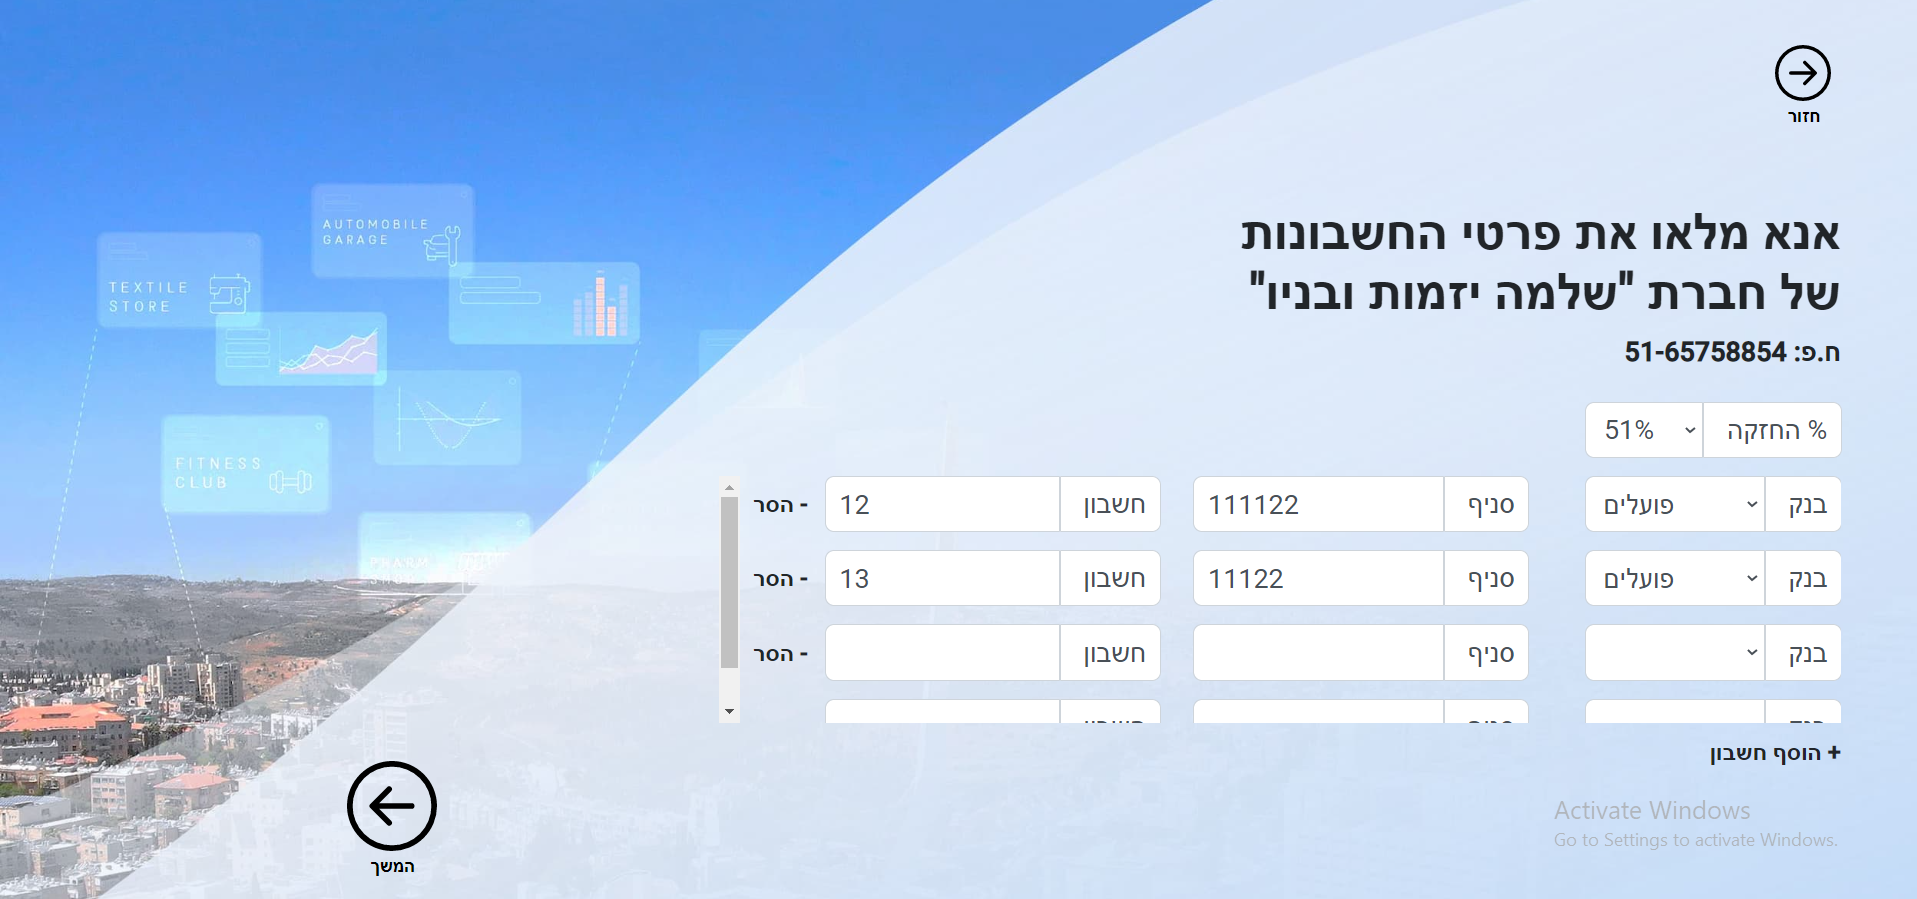 חזור
אנא מלאו את פרטי החשבונות
של חברת "שלמה יזמות ובניו"
ח.פ: 51-65758854
% החזקה 51%
בנק פועלים סניף 111122 חשבון 12 - הסר
בנק פועלים סניף 11122 חשבון 13 - הסר
בנק סניף חשבון - הסר
+ הוסף חשבון
המשך
AUTOMOBILE
GARAGE
TEXTILE
STORE
FITNESS
CLUB
Activate Windows
Go to Settings to activate Windows.